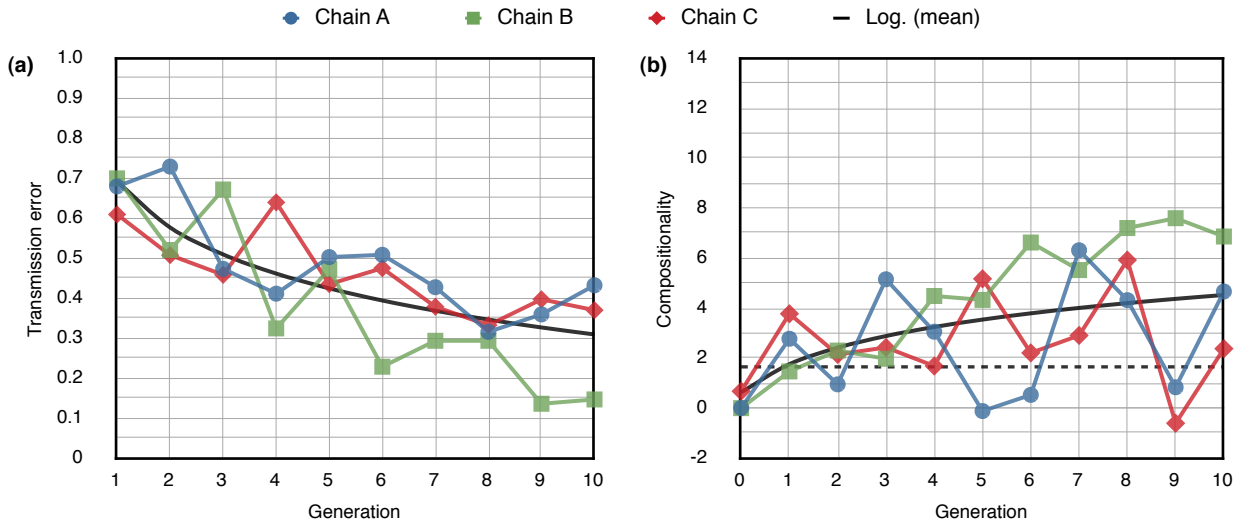 Chain A Chain B Chain C Log. (mean)
(a)
Transmission error
1.0
0.9
0.8
0.7
0.6
0.5
0.4
0.3
0.2
0.1
0
1 2 3 4 5 6 7 8 9 10
Generation
(b)
Compositionality
14
12
10
8
6
4
2
0
-2
0 1 2 3 4 5 6 7 8 9 10
Generation